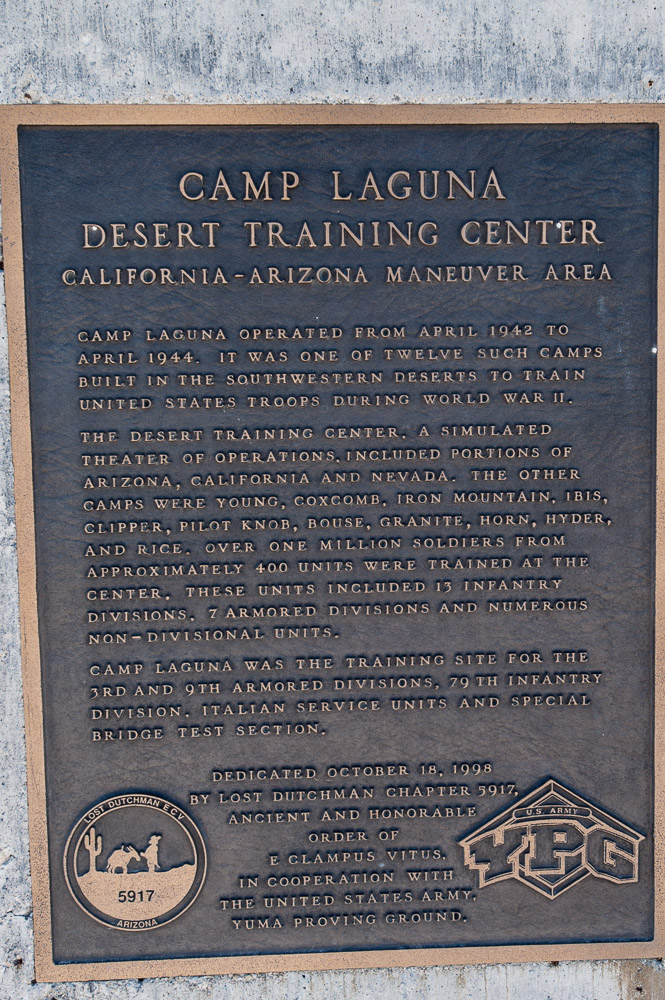 CAMP LAGUNA
DESERT TRAINING CENTER
CALIFORNIA-ARIZONA MANEUVER AREA
CAMP LAGUNA OPERATED FROM APRIL 1942 TO
APRIL 1944. IT WAS ONE OF TWELVE SUCH CAMPS
BUILT IN THE SOUTHWESTERN DESERTS TO TRAIN
UNITED STATES TROOPS DURING WORLD WAR II.
THE DESERT TRAINING CENTER, A SIMULATED
THEATER OF OPERATIONS, INCLUDED PORTIONS OF
ARIZONA, CALIFORNIA AND NEVADA. THE OTHER
CAMPS WERE YOUNG, COXCOMB, IRON MOUNTAIN, IBIS,
CLIPPER, PILOT KNOB, BOUSE, GRANITE, HORN, HYDER,
AND RICE. OVER ONE MILLION SOLDIERS FROM
APPROXIMATELY 400 UNITS WERE TRAINED AT THE
CENTER. THESE UNITS INCLUDED 13 INFANTRY
DIVISIONS, 7 ARMORED DIVISIONS AND NUMEROUS
NON-DIVISIONAL UNITS.
CAMP LAGUNA WAS THE TRAINING SITE FOR THE
3RD AND 9TH ARMORED DIVISIONS, 79TH INFANTRY
DIVISION, ITALIAN SERVICE UNITS AND SPECIAL
BRIDGE TEST SECTION.
DEDICATED OCTOBER 18, 1998
BY LOST DUTCHMAN CHAPTER 5917,
ANCIENT AND HONORABLE
ORDER OF
E CLAMPUS VITUS,
IN COOPERATION WITH
THE UNITED STATES ARMY,
YUMA PROVING GROUND.
LOST DUTCHMAN E C V
5917
ARIZONA
U.S. ARMY
YPG